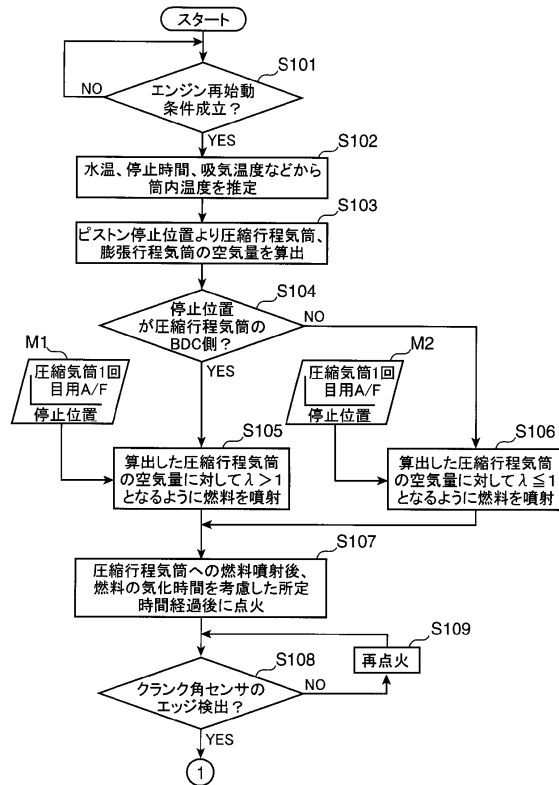 スタート
S101
エンジン再始動
条件成立？
NO
YES
S102
水温、停止時間、吸気温度などから
筒内温度を推定
S103
ピストン停止位置より圧縮行程気筒、
膨張行程気筒の空気量を算出
S104
停止位置
が圧縮行程気筒の
BDC側？
NO
YES
M1
圧縮気筒1回
目用A/F
停止位置
M2
圧縮気筒1回
目用A/F
停止位置
S105
算出した圧縮行程気筒
の空気量に対してλ＞1
となるように燃料を噴射
S106
算出した圧縮行程気筒
の空気量に対してλ≦1
となるように燃料を噴射
S107
圧縮行程気筒への燃料噴射後、
燃料の気化時間を考慮した所定
時間経過後に点火
S109
再点火
S108
クランク角センサの
エッジ検出？
NO
YES
1